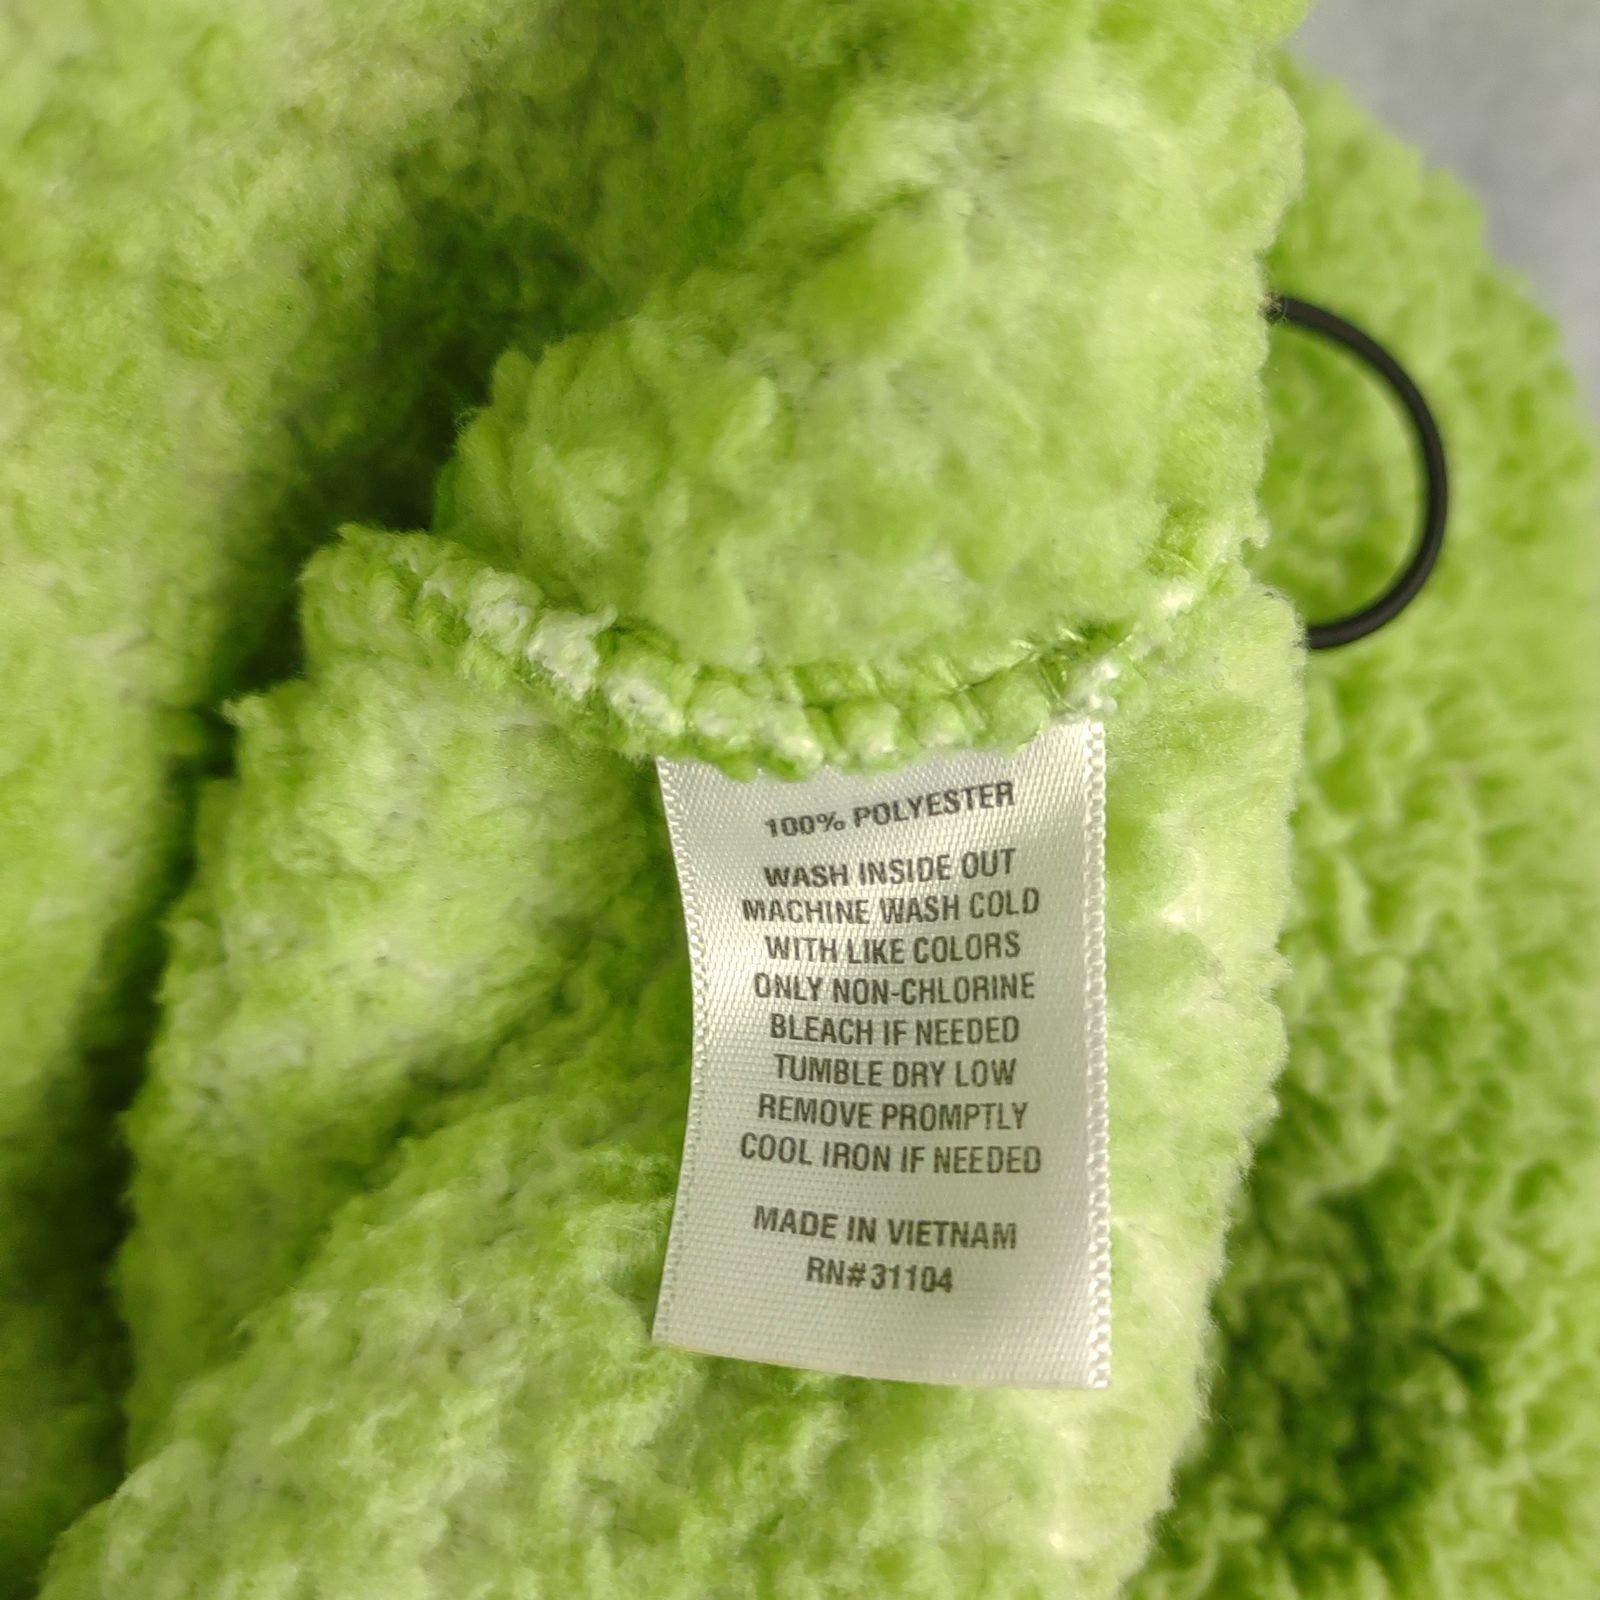 100% POLYESTER
WASH INSIDE OUT
MACHINE WASH COLD
WITH LIKE COLORS
ONLY NON-CHLORINE
BLEACH IF NEEDED
TUMBLE DRY LOW
REMOVE PROMPTLY
COOL IRON IF NEEDED
MADE IN VIETNAM
RN#31104